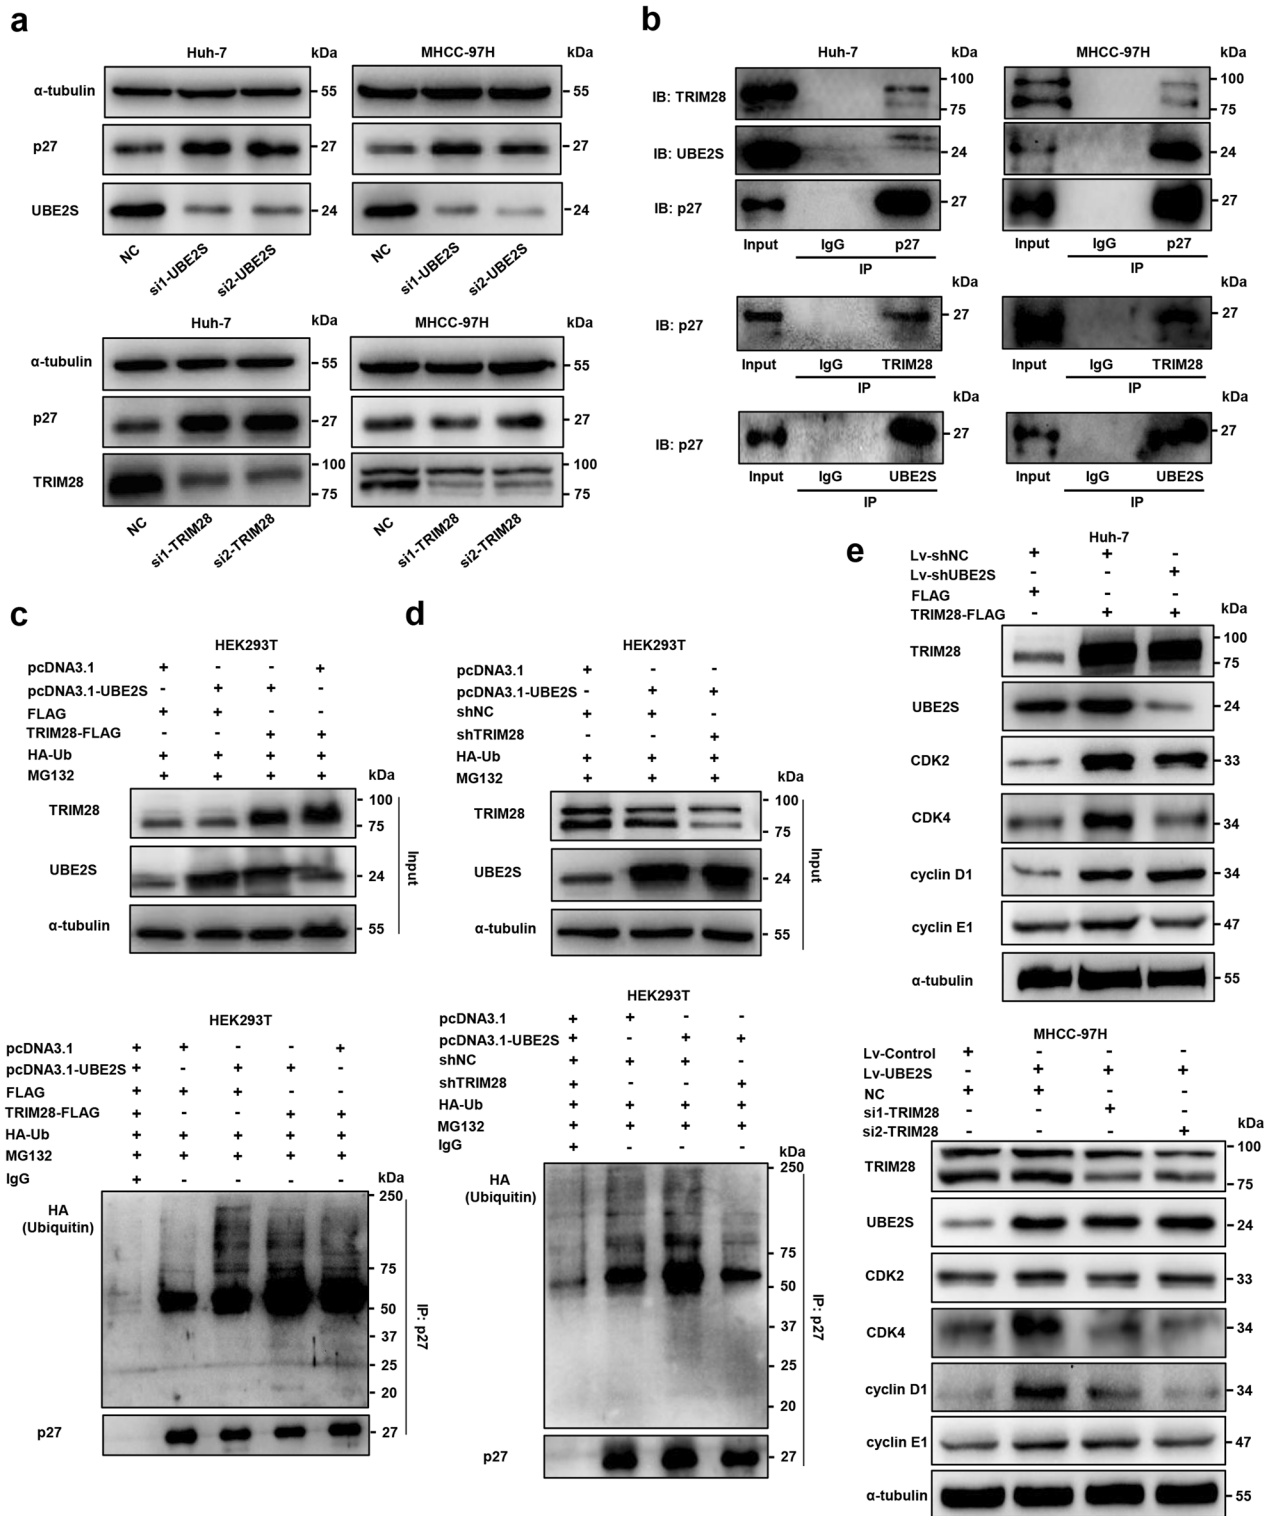 a
Huh-7 kDa MHCC-97H kDa
α-tubulin 55 55
p27 27 27
UBE2S 24 24
NC si1-UBE2S si2-UBE2S NC si1-UBE2S si2-UBE2S
Huh-7 kDa MHCC-97H kDa
α-tubulin 55 55
p27 27 27
TRIM28 100 75 100 75
NC si1-TRIM28 si2-TRIM28 NC si1-TRIM28 si2-TRIM28
b
Huh-7 kDa MHCC-97H kDa
IB: TRIM28 100 75 100 75
IB: UBE2S 24 24
IB: p27 27 27
Input IgG p27 Input IgG p27
IP IP
kDa kDa
IB: p27 27 27
Input IgG TRIM28 Input IgG TRIM28
IP IP
kDa kDa
IB: p27 27 27
Input IgG UBE2S Input IgG UBE2S
IP IP
c
HEK293T
pcDNA3.1 + - - +
pcDNA3.1-UBE2S - + + -
FLAG + + - -
TRIM28-FLAG - - + +
HA-Ub + + + +
MG132 + + + +
kDa
TRIM28 100 75
UBE2S 24
α-tubulin 55
Input
HEK293T
pcDNA3.1 + + - - +
pcDNA3.1-UBE2S + - + + -
FLAG + + + - -
TRIM28-FLAG + - - + +
HA-Ub + + + + +
MG132 + + + + +
IgG + - - - -
kDa
HA
(Ubiquitin)
250
75
50
37
25
20
p27 27
IP: p27
d
HEK293T
pcDNA3.1 + - -
pcDNA3.1-UBE2S - + +
shNC + + -
shTRIM28 - - +
HA-Ub + + +
MG132 + + +
kDa
TRIM28 100 75
UBE2S 24
α-tubulin 55
Input
HEK293T
pcDNA3.1 + + - -
pcDNA3.1-UBE2S + - + +
shNC + + + -
shTRIM28 + - - +
HA-Ub + + + +
MG132 + + + +
IgG + - - -
kDa
HA
(Ubiquitin)
250
75
50
37
25
20
p27 27
IP: p27
e
Huh-7
Lv-shNC + + -
Lv-shUBE2S - - +
FLAG + - -
TRIM28-FLAG - + +
kDa
TRIM28 100 75
UBE2S 24
CDK2 33
CDK4 34
cyclin D1 34
cyclin E1 47
α-tubulin 55
MHCC-97H
Lv-Control + - - -
Lv-UBE2S - + + +
NC + + - -
si1-TRIM28 - - + -
si2-TRIM28 - - - +
kDa
TRIM28 100 75
UBE2S 24
CDK2 33
CDK4 34
cyclin D1 34
cyclin E1 47
α-tubulin 55